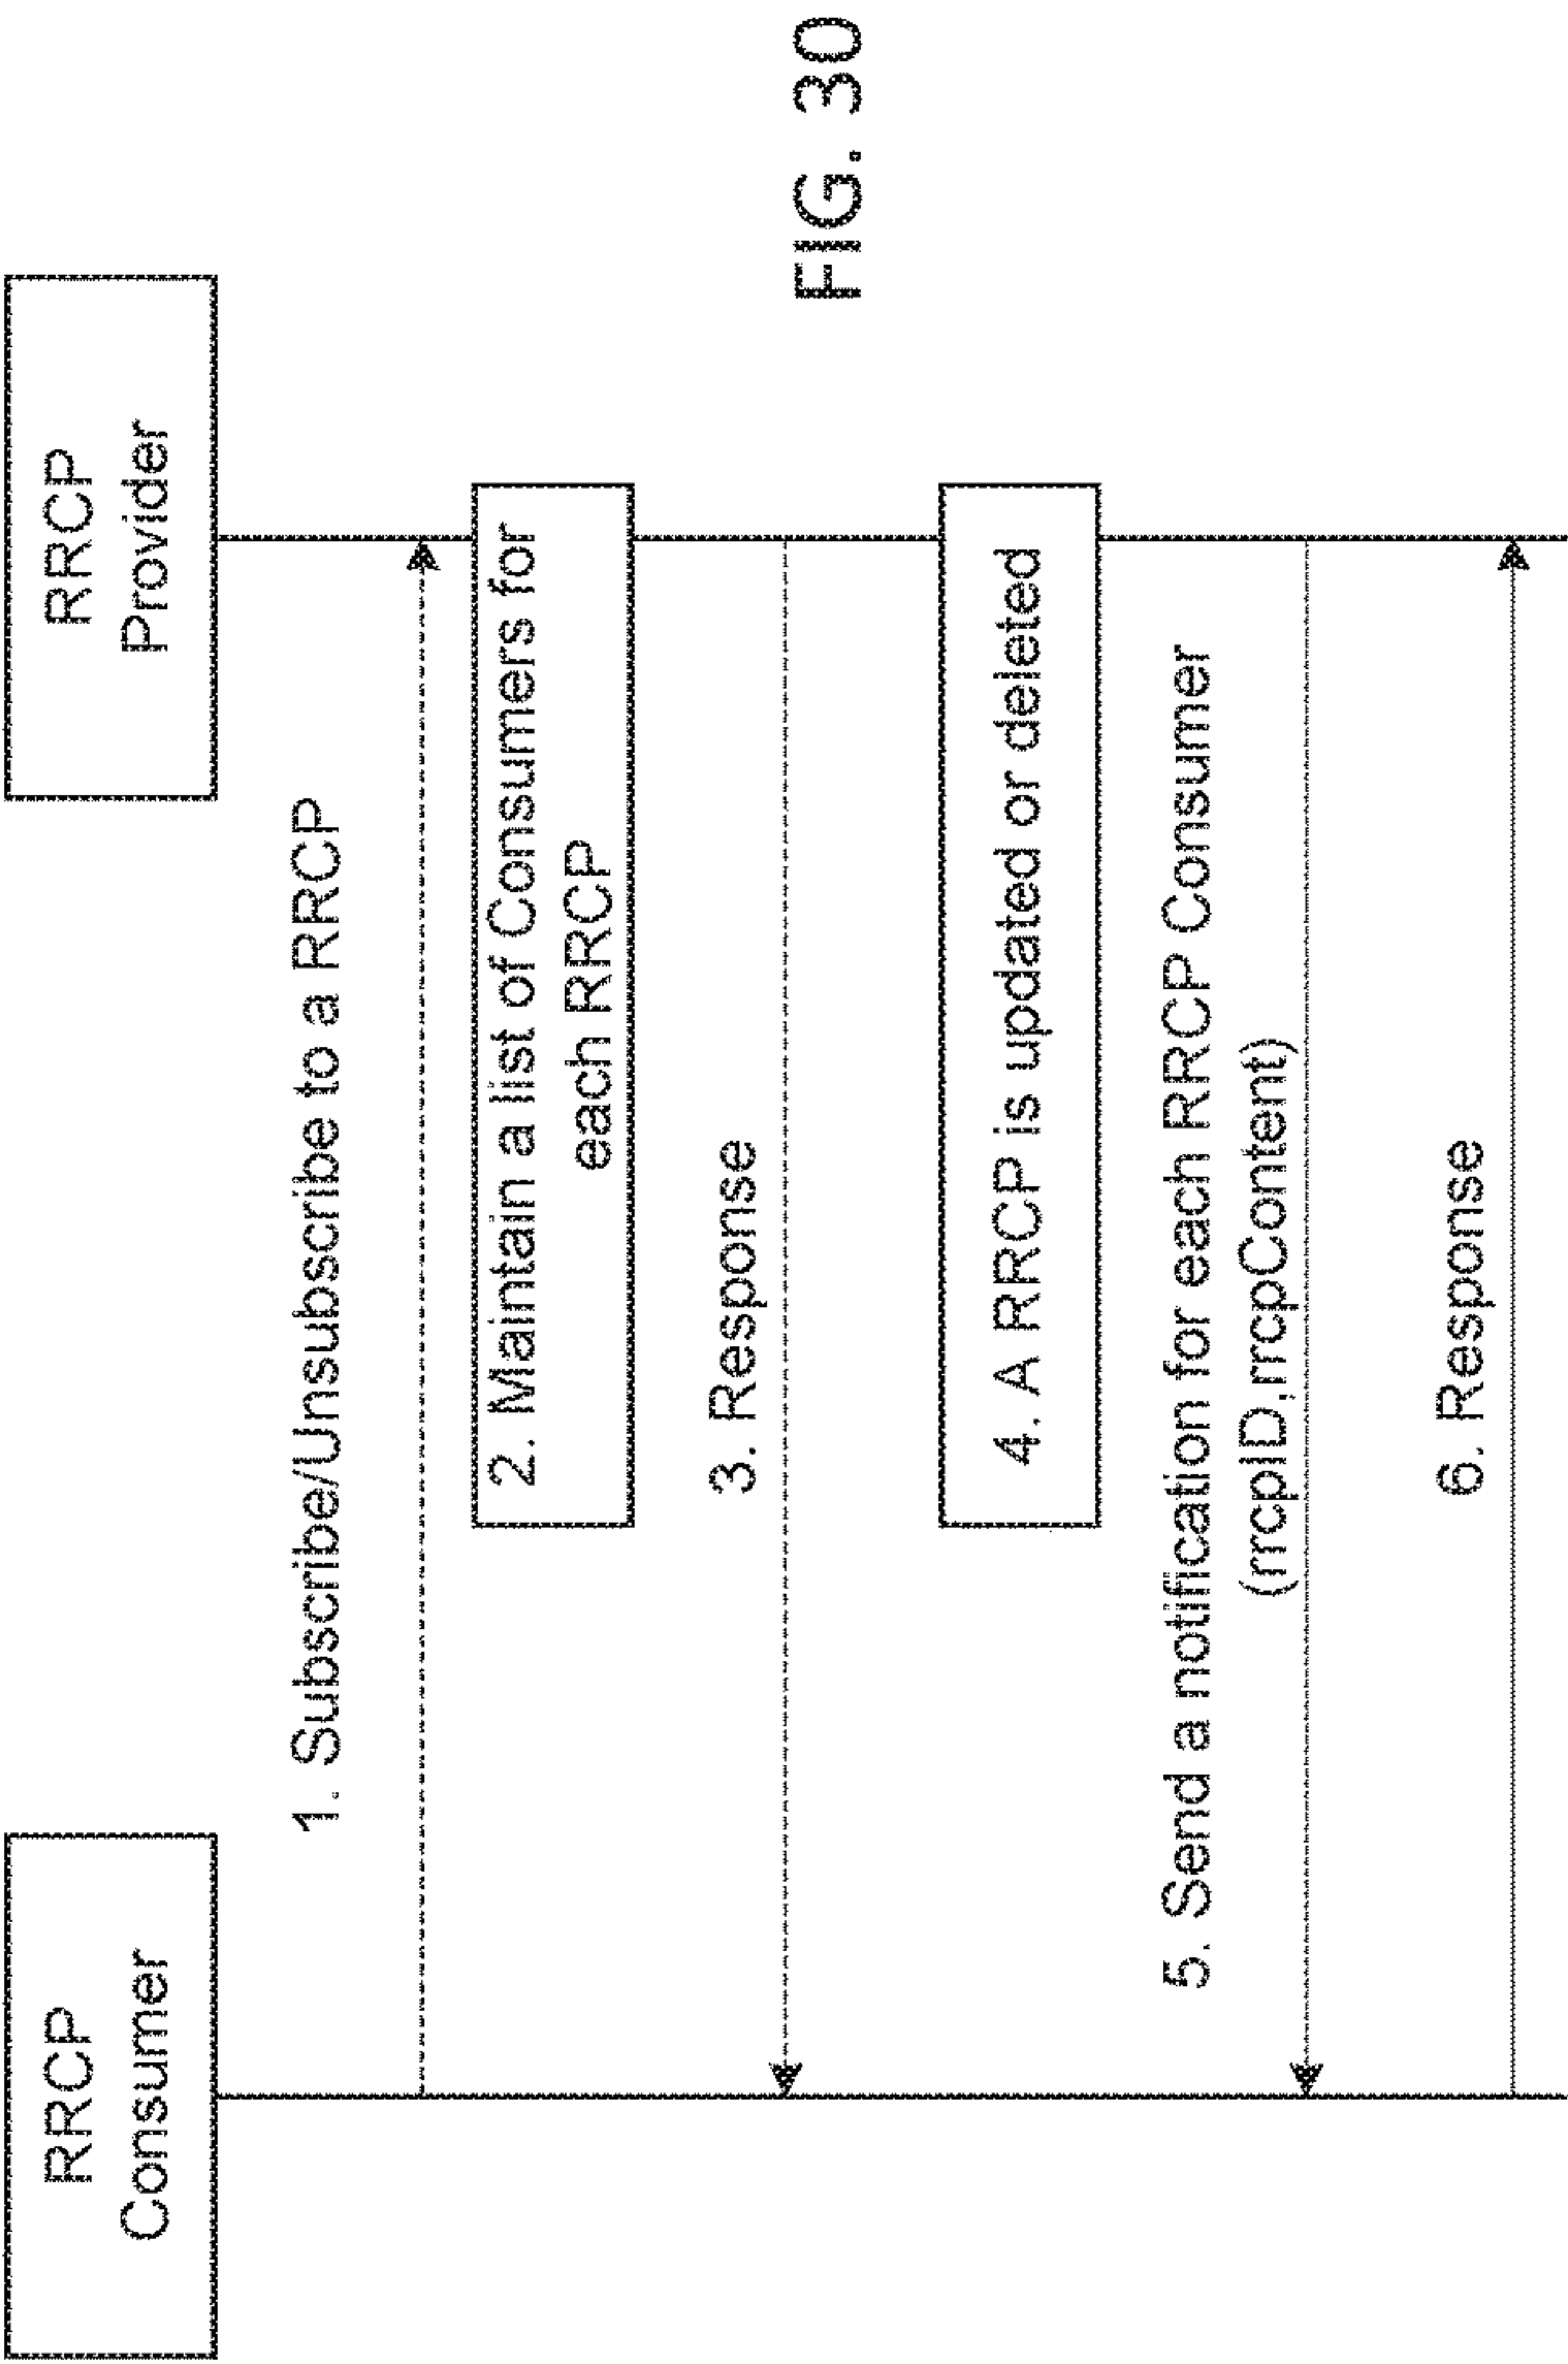 RRCP
Consumer
RRCP
Provider
1. Subscribe/Unsubscribe to a RRCP
2. Maintain a list of Consumers for
each RRCP
3. Response
4. A RRCP is updated or deleted
5. Send a notification for each RRCP Consumer
(rrcpID,rrcpContent)
6. Response
FIG. 30